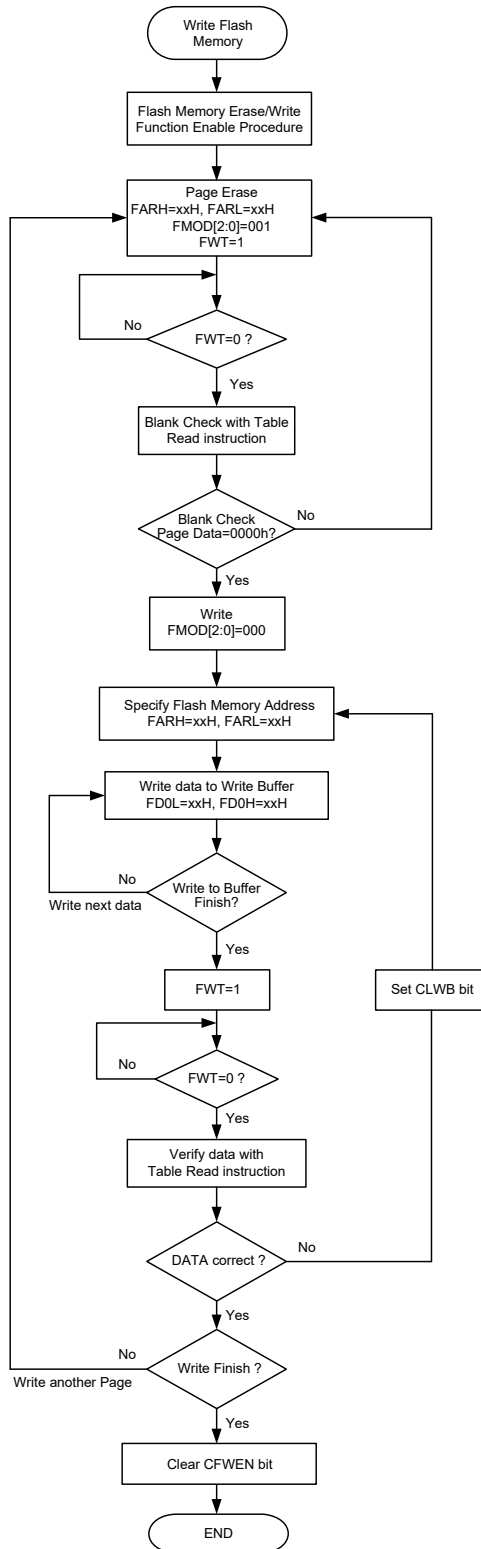 Write Flash
Memory
Flash Memory Erase/Write
Function Enable Procedure
Page Erase
FARH=xxH, FARL=xxH
FMOD[2:0]=001
FWT=1
No
FWT=0 ?
Yes
Blank Check with Table
Read instruction
Blank Check
Page Data=0000h?
No
Yes
Write
FMOD[2:0]=000
Specify Flash Memory Address
FARH=xxH, FARL=xxH
Write data to Write Buffer
FD0L=xxH, FD0H=xxH
No
Write next data
Write to Buffer
Finish?
Yes
FWT=1
Set CLWB bit
No
FWT=0 ?
Yes
Verify data with
Table Read instruction
DATA correct ?
No
Yes
No
Write another Page
Write Finish ?
Yes
Clear CFWEN bit
END